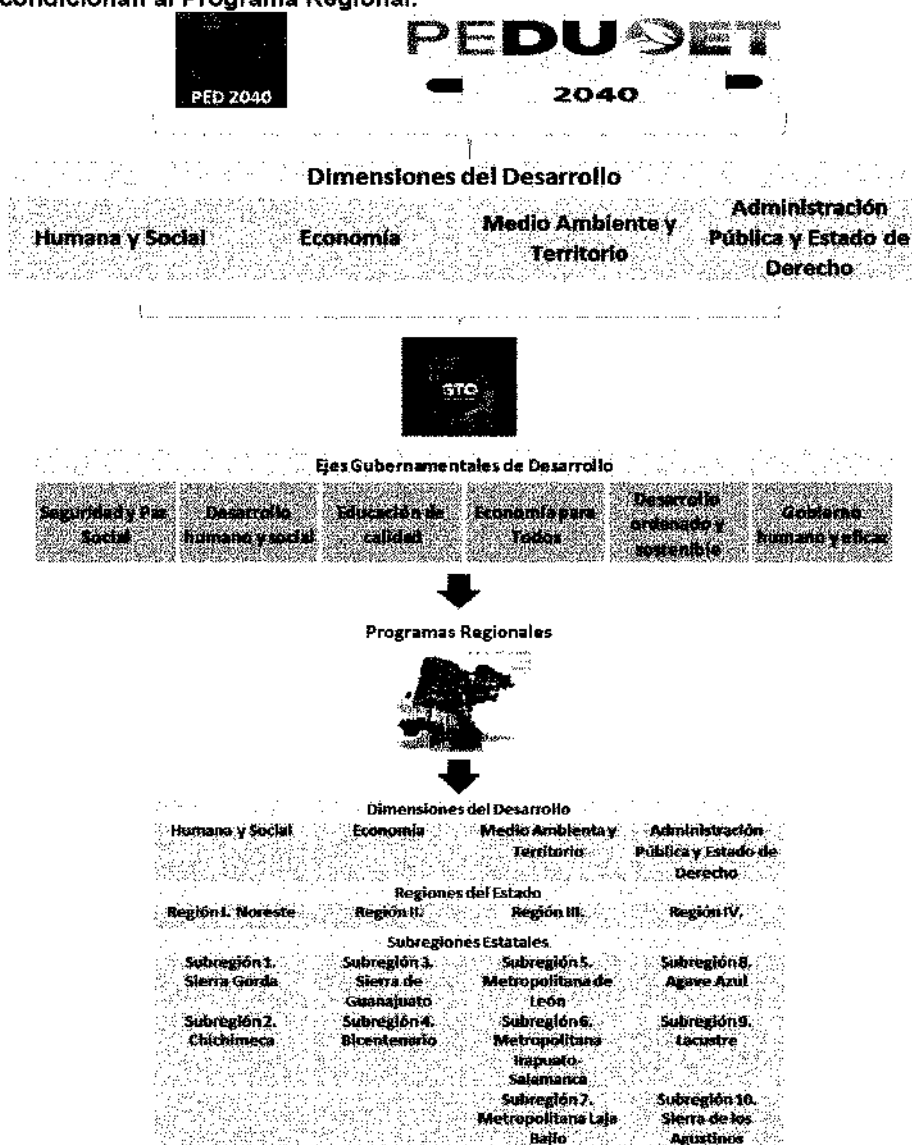 condicionan al Programa Regional.
PED 2040
PEDUOET
2040
Dimensiones del Desarrollo
Humana y Social
Economía
Medio Ambiente y
Territorio
Administración
Pública y Estado de
Derecho
GTO
Ejes Gubernamentales de Desarrollo
Seguridad y Paz
Social
Desarrollo
humano y social
Educación de
calidad
Economía para
Todos
Desarrollo
ordenado y
sostenible
Gobierno
humano y eficaz
Programas Regionales
Dimensiones del Desarrollo
Humano y Social
Economía
Medio Ambiente y
Territorio
Administración
Pública y Estado de
Derecho
Regiones del Estado
Región I. Noreste
Región II.
Región III.
Región IV.
Subregiones Estatales
Subregión 1.
Sierra Gorda
Subregión 3.
Sierra de
Guanajuato
Subregión 5.
Metropolitana de
León
Subregión 8.
Agave Azul
Subregión 2.
Chichimeca
Subregión 4.
Bicentenario
Subregión 6.
Metropolitana
Irapuato-
Salamanca
Subregión 9.
Lacustre
Subregión 7.
Metropolitana Laja
Bajío
Subregión 10.
Sierra de los
Agustinos